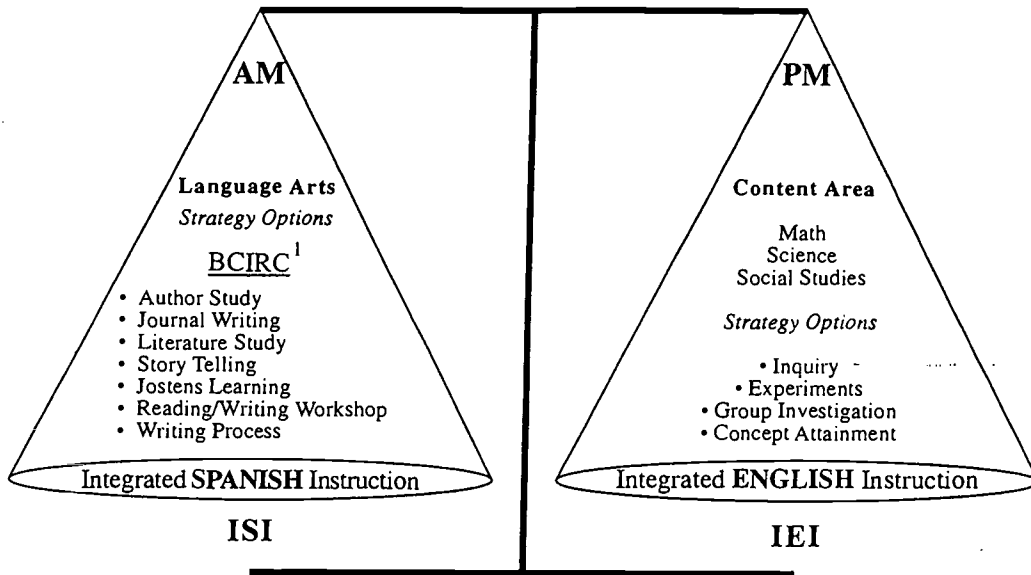 AM
Language Arts
Strategy Options
BCIRC1
• Author Study
• Journal Writing
• Literature Study
• Story Telling
• Jostens Learning
• Reading/Writing Workshop
• Writing Process
Integrated SPANISH Instruction
ISI
PM
Content Area
Math
Science
Social Studies
Strategy Options
• Inquiry
• Experiments
• Group Investigation
• Concept Attainment
Integrated ENGLISH Instruction
IEI